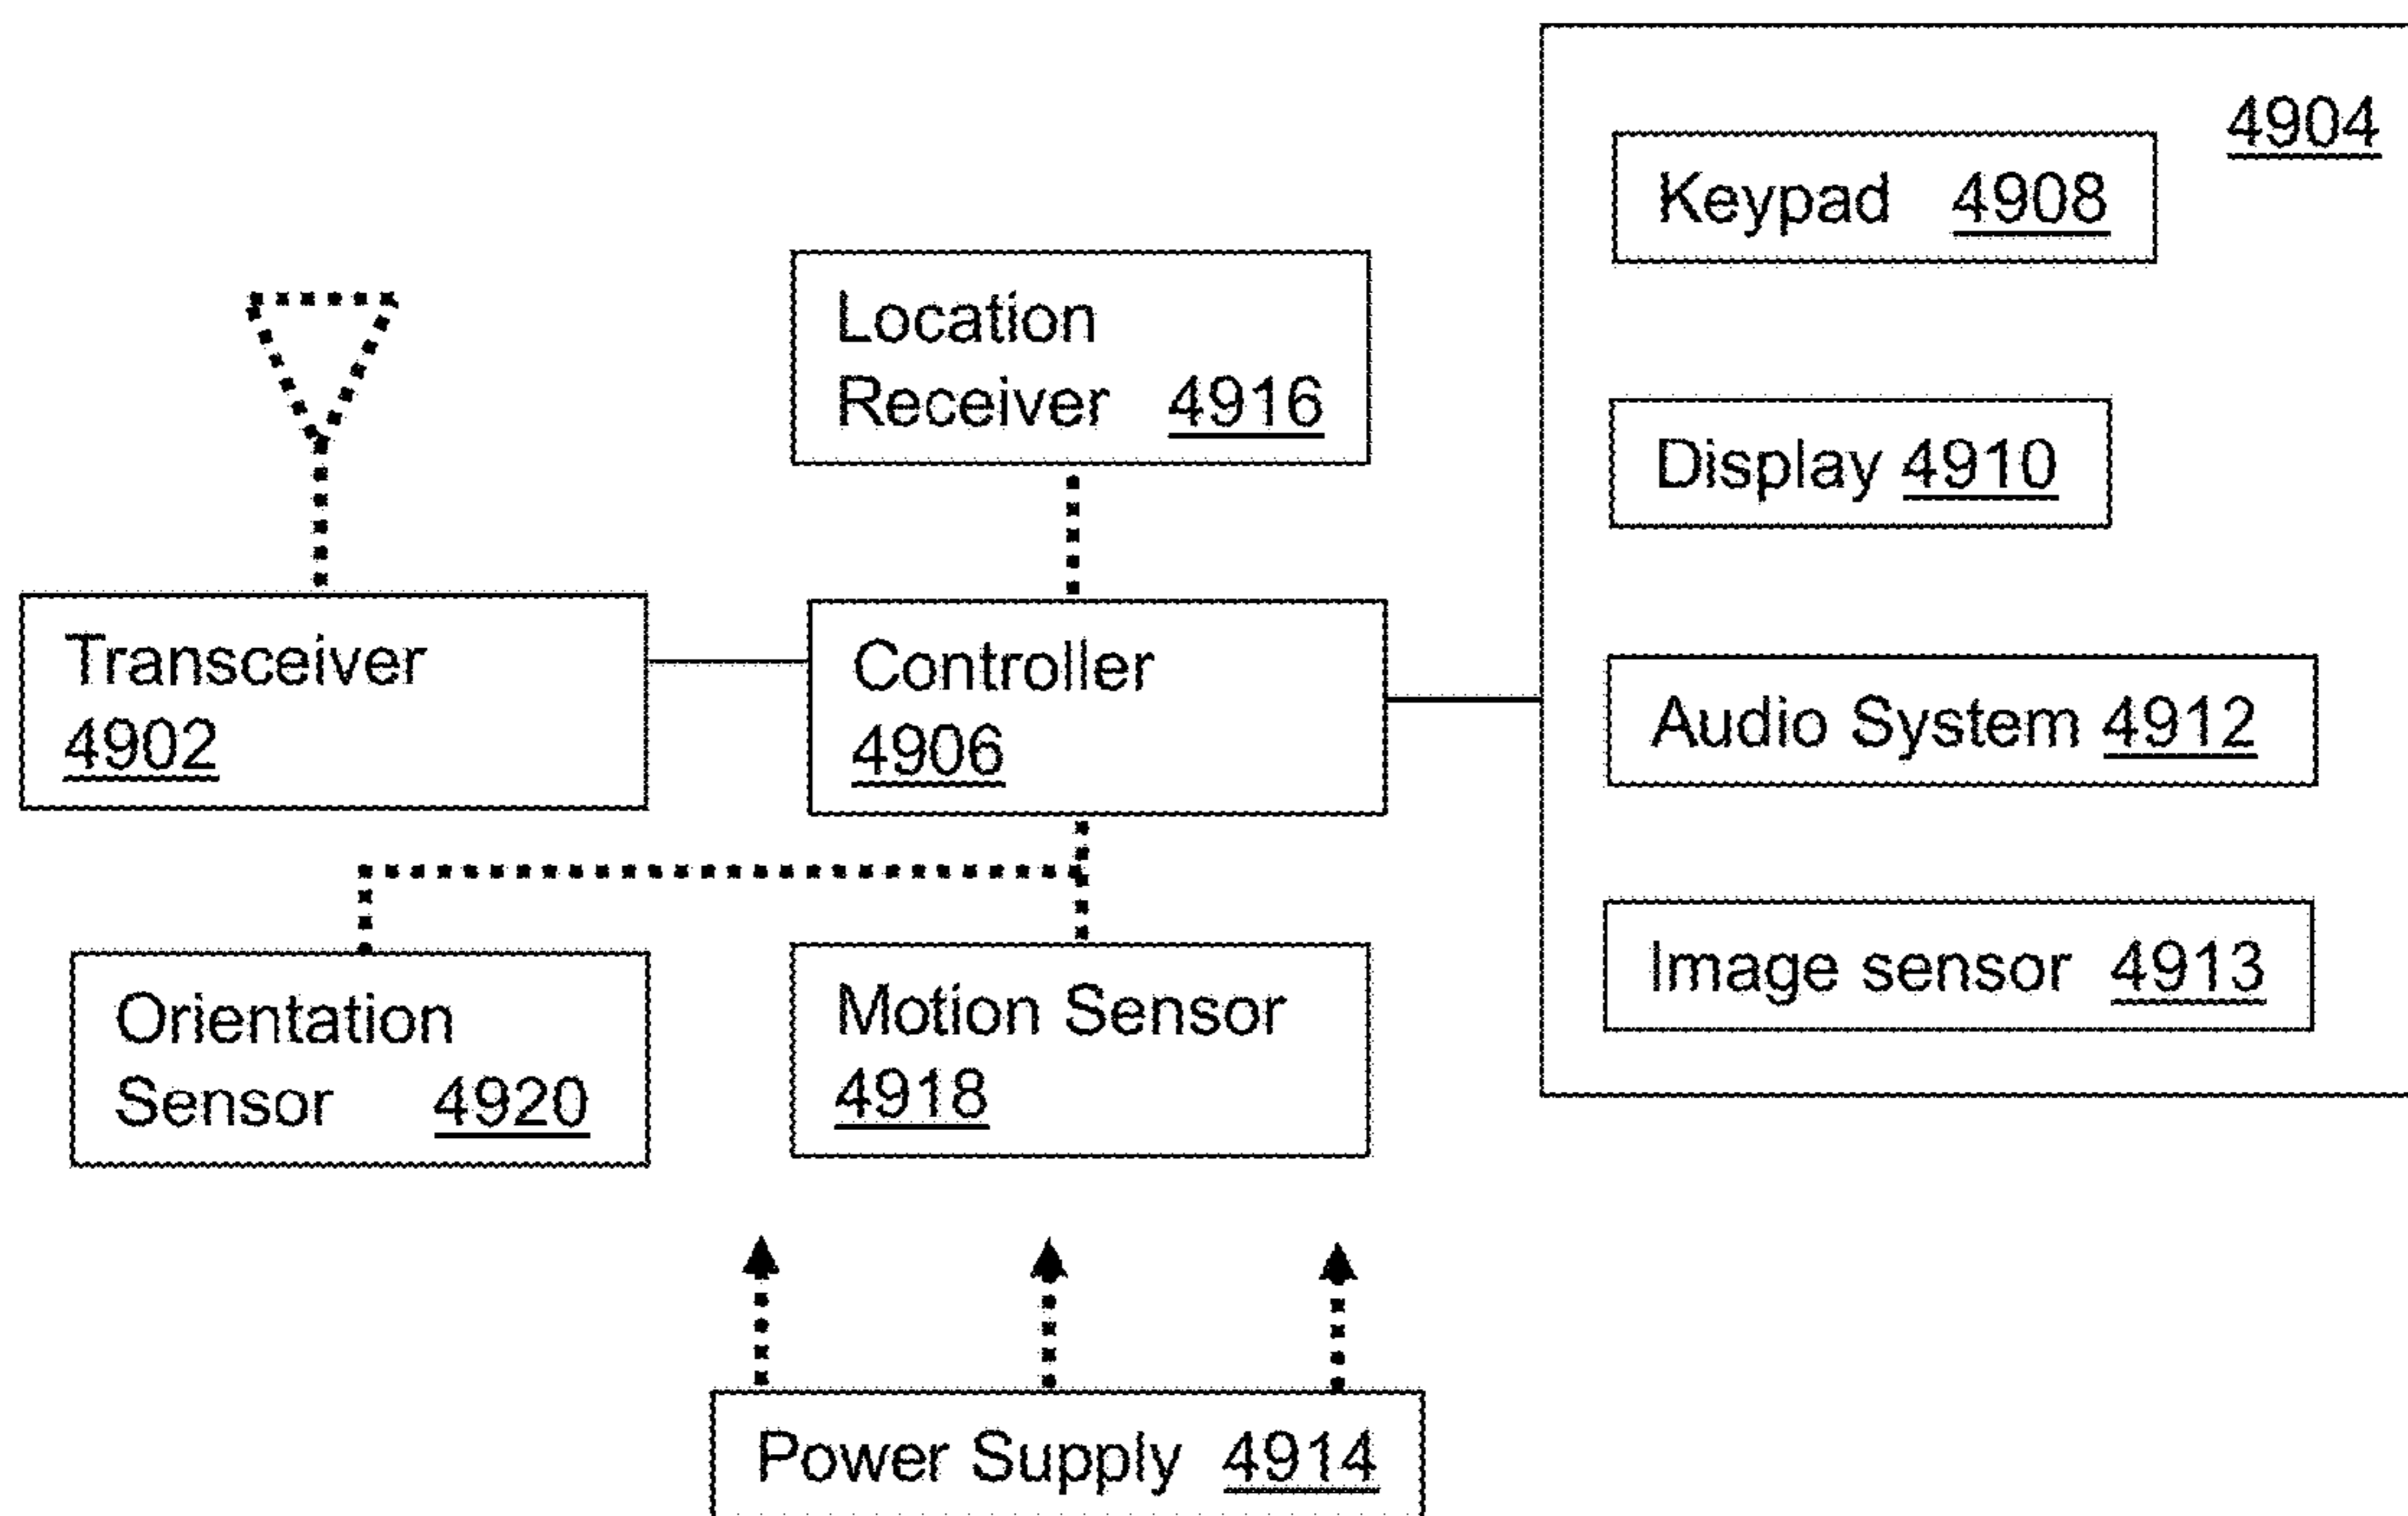 4904
Keypad 4908
Location
Receiver 4916
Display 4910
Transceiver
4902
Controller
4906
Audio System 4912
Image sensor 4913
Orientation
Sensor 4920
Motion Sensor
4918
Power Supply 4914